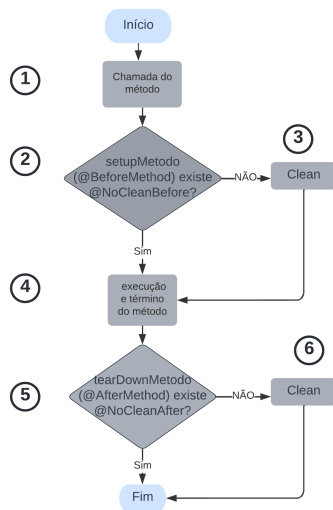 Início
1
Chamada do
método
2
setupMetodo
(@BeforeMethod) existe
@NoCleanBefore?
NÃO
3
Clean
Sim
4
execução
e término
do método
5
tearDownMetodo
(@AfterMethod) existe
@NoCleanAfter?
NÃO
6
Clean
Sim
Fim